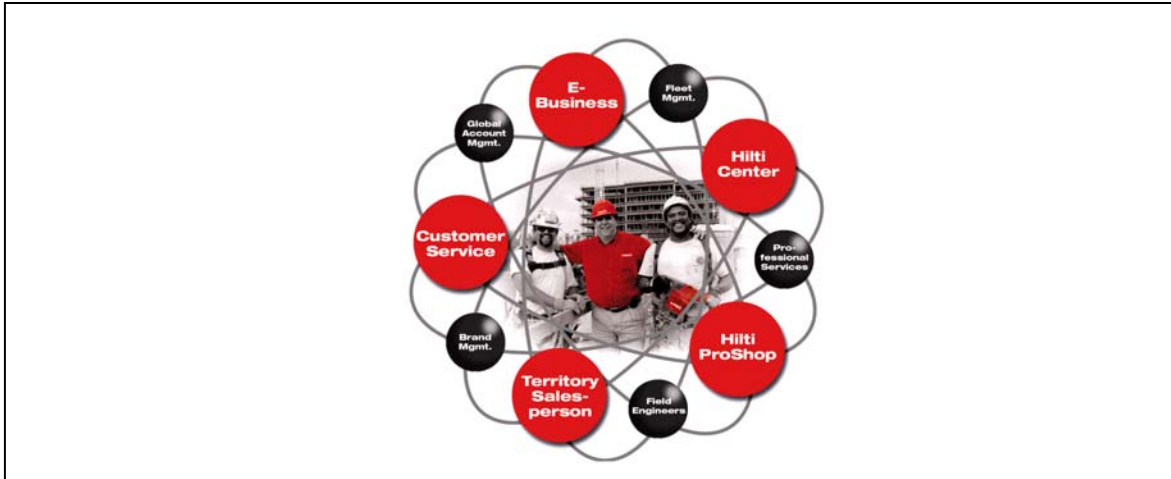 E-
Business
Fleet
Mgmt.
Global
Account
Mgmt.
Hilti
Center
Customer
Service
Pro-
fessional
Services
Brand
Mgmt.
Hilti
ProShop
Territory
Sales-
person
Field
Engineers